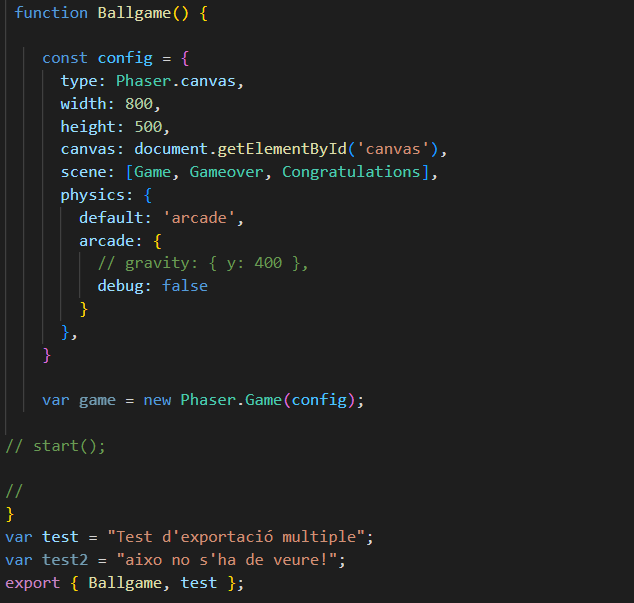 function Ballgame() {
const config = {
type: Phaser.canvas,
width: 800,
height: 500,
canvas: document.getElementById('canvas'),
scene: [Game, Gameover, Congratulations],
physics: {
default: 'arcade',
arcade: {
// gravity: { y: 400 },
debug: false
}
},
}
var game = new Phaser.Game(config);
// start();
//
}
var test = "Test d'exportació multiple";
var test2 = "aixo no s'ha de veure!";
export { Ballgame, test };